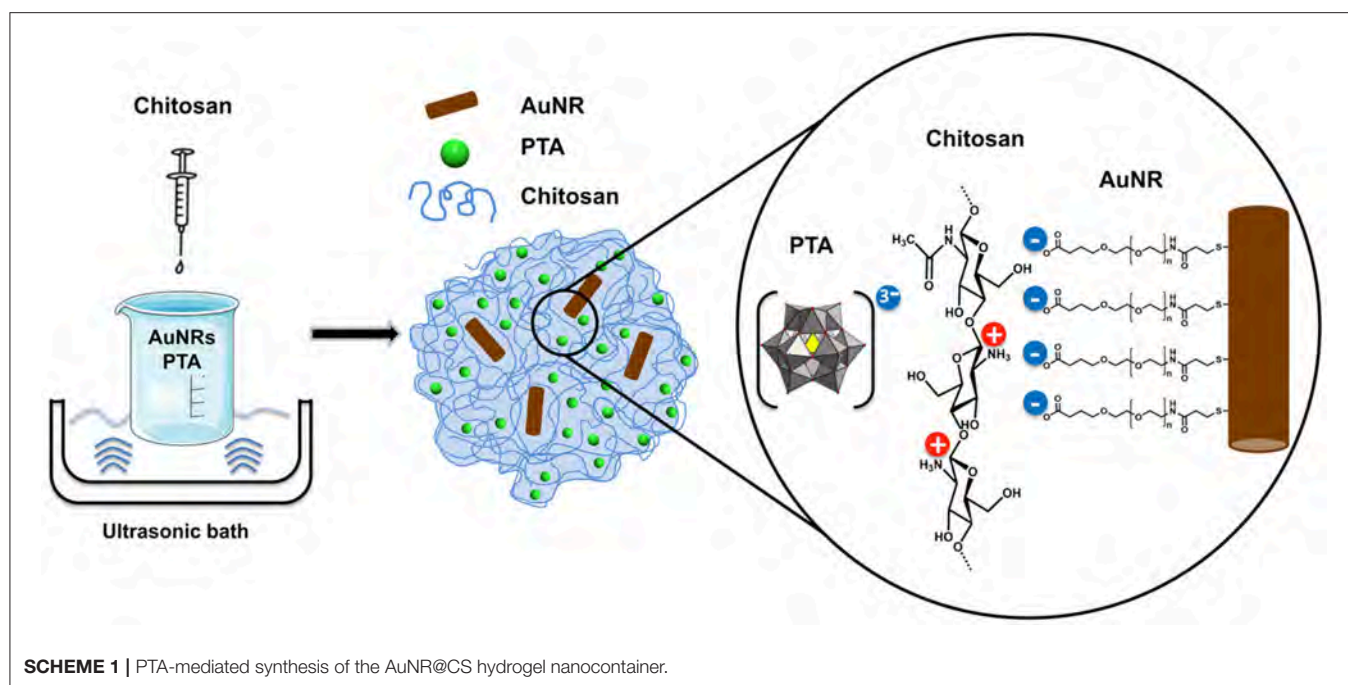 Chitosan
AuNRs
PTA
Ultrasonic bath
AuNR
PTA
Chitosan
PTA
3-
Chitosan
O
H
N
H₃C
O
O
OH
HO
O
+
NH₃
HO
O
HO
O
+
H₃N
O
OH
HO
O
AuNR
- O O O O n H N O S
- O O O O n H N O S
- O O O O n H N O S
- O O O O n H N O S
SCHEME 1 | PTA-mediated synthesis of the AuNR@CS hydrogel nanocontainer.